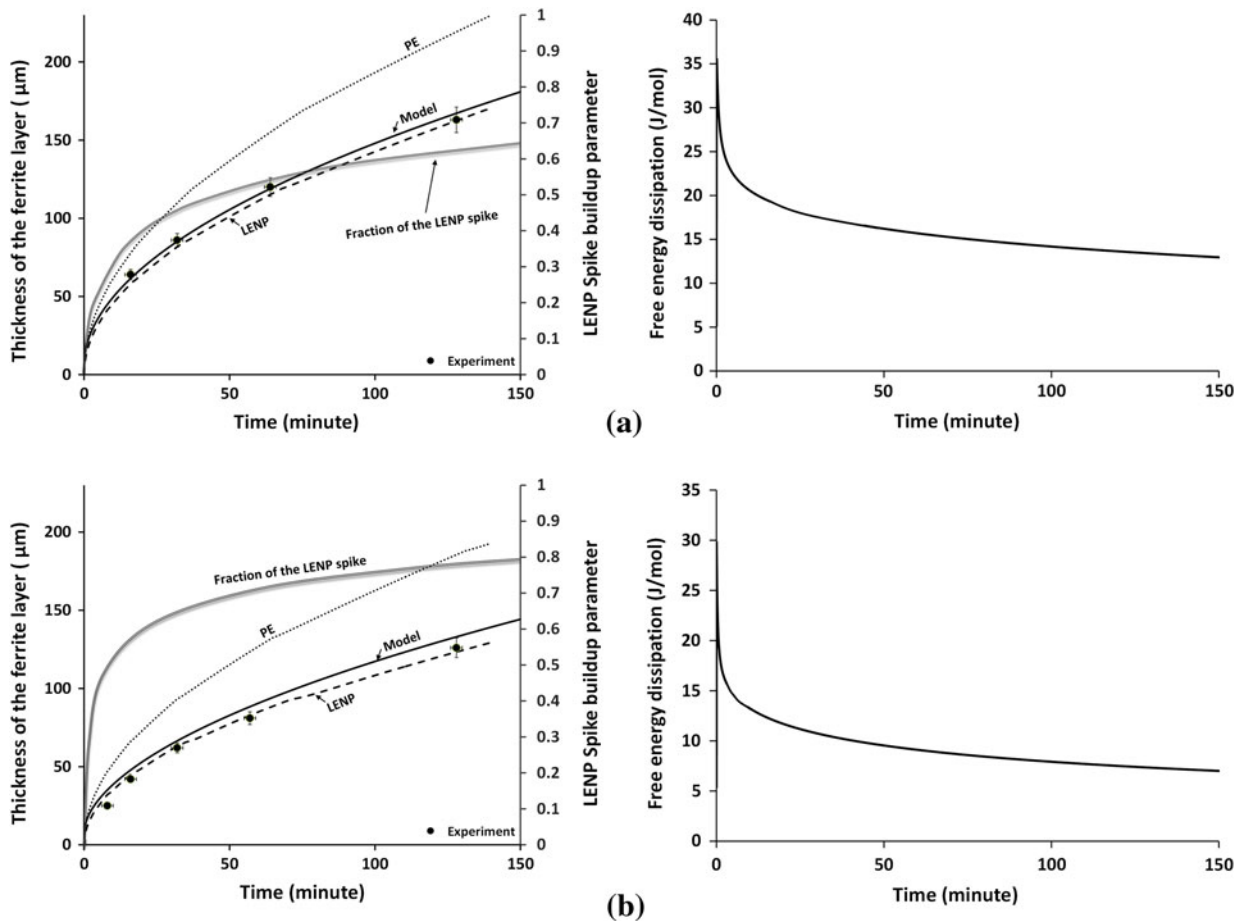 Thickness of the ferrite layer ( μm)
200
150
100
50
0
0
50
100
150
Time (minute)
1
0.9
0.8
0.7
0.6
0.5
0.4
0.3
0.2
0.1
0
LENP Spike buildup parameter
PE
Model
LENP
Fraction of the LENP spike
Experiment
Free energy dissipation (J/mol)
40
35
30
25
20
15
10
5
0
0
50
100
150
Time (minute)
(a)
Thickness of the ferrite layer (μm)
200
150
100
50
0
0
50
100
150
Time (minute)
1
0.9
0.8
0.7
0.6
0.5
0.4
0.3
0.2
0.1
0
LENP Spike buildup parameter
Fraction of the LENP spike
PE
Model
LENP
Experiment
Free energy dissipation (J/mol)
35
30
25
20
15
10
5
0
0
50
100
150
Time (minute)
(b)